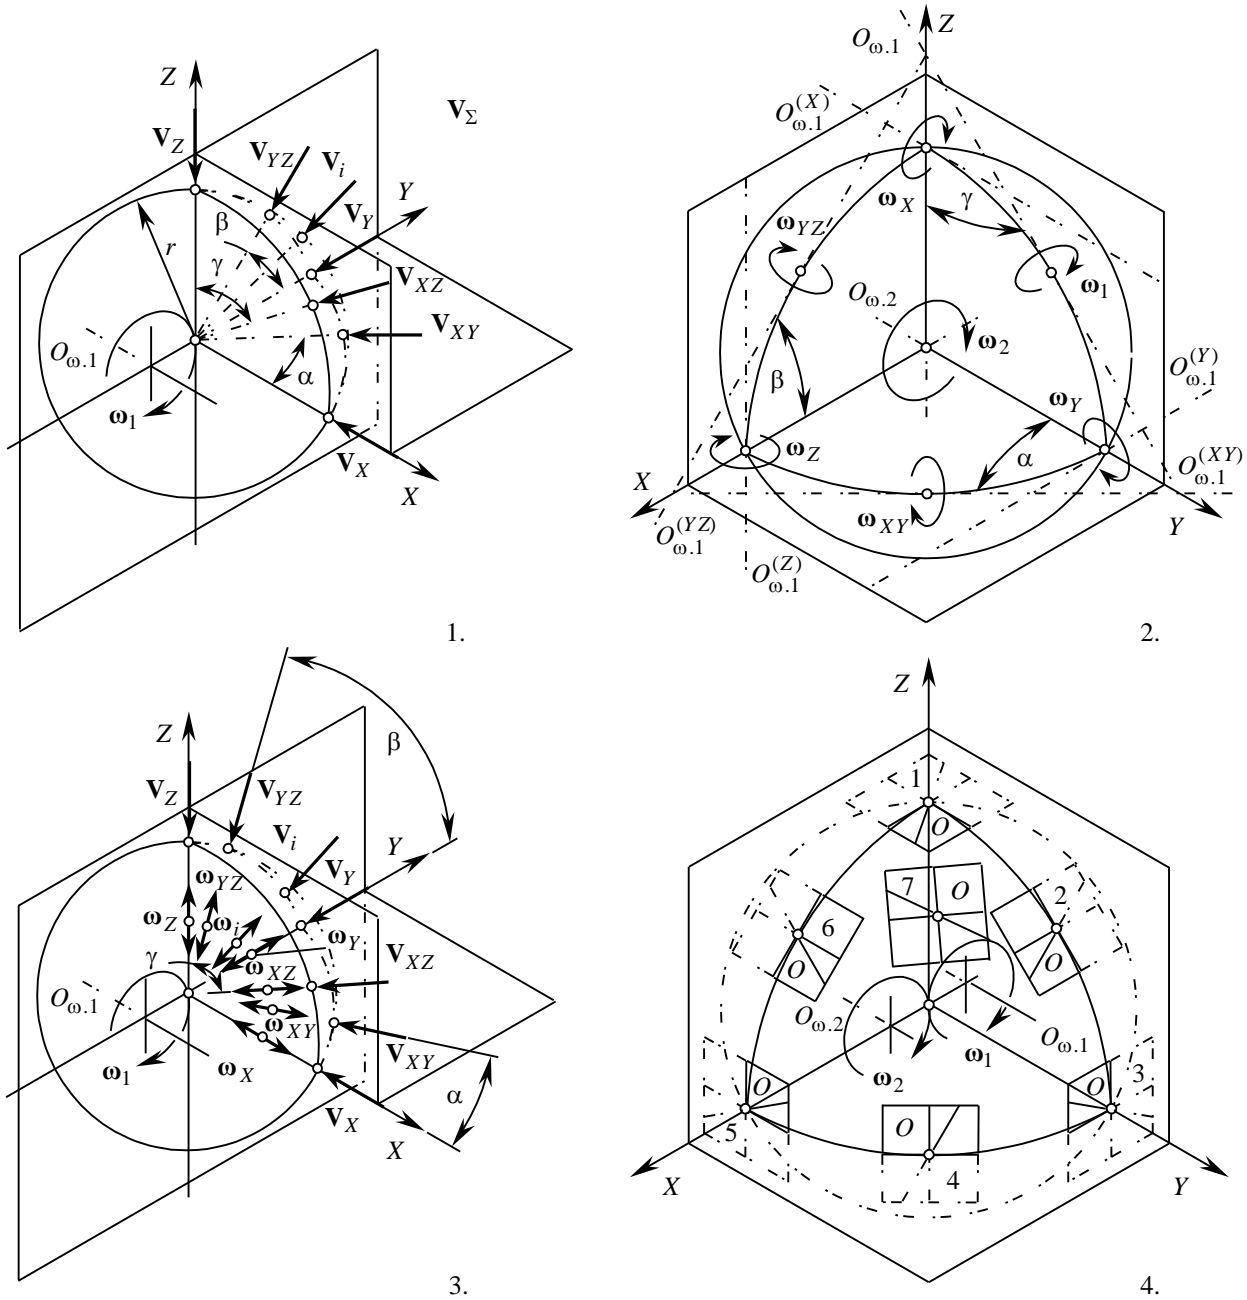 Z
V_Σ
V_Z
V_YZ
V_i
Y
V_Y
β
r
γ
V_XZ
V_XY
O_ω.1
α
ω_1
V_X
X
1.
Z
O_ω.1
O_ω.1^(X)
ω_X
γ
ω_YZ
ω_1
O_ω.2
ω_2
β
O_ω.1^(Y)
ω_Y
ω_Z
α
X
O_ω.1^(XY)
ω_XY
Y
O_ω.1^(YZ)
O_ω.1^(Z)
2.
β
Z
V_Z
V_YZ
V_i
Y
V_Y
ω_YZ
ω_Z
ω_i
ω_Y
γ
ω_XZ
V_XZ
O_ω.1
ω_XY
V_XY
ω_1
ω_X
α
V_X
X
3.
Z
1
O
7
O
2
6
O
O
O_ω.2
O_ω.1
ω_1
ω_2
O
O
3
5
O
4
X
Y
4.